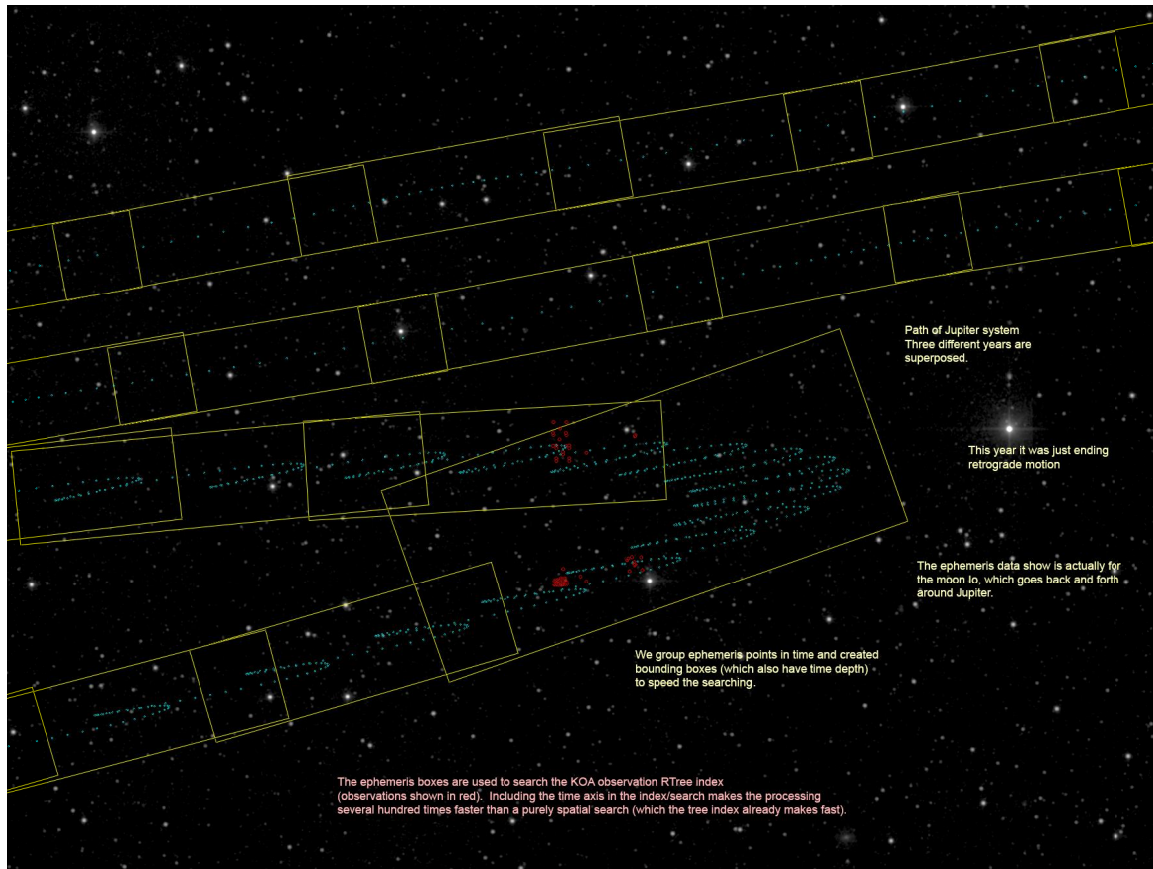 Path of Jupiter system
Three different years are
superposed.
This year it was just ending
retrograde motion
The ephemeris data show is actually for
the moon Io, which goes back and forth
around Jupiter.
We group ephemeris points in time and created
bounding boxes (which also have time depth)
to speed the searching.
The ephemeris boxes are used to search the KOA observation RTree index
(observations shown in red).  Including the time axis in the index/search makes the processing
several hundred times faster than a purely spatial search (which the tree index already makes fast).